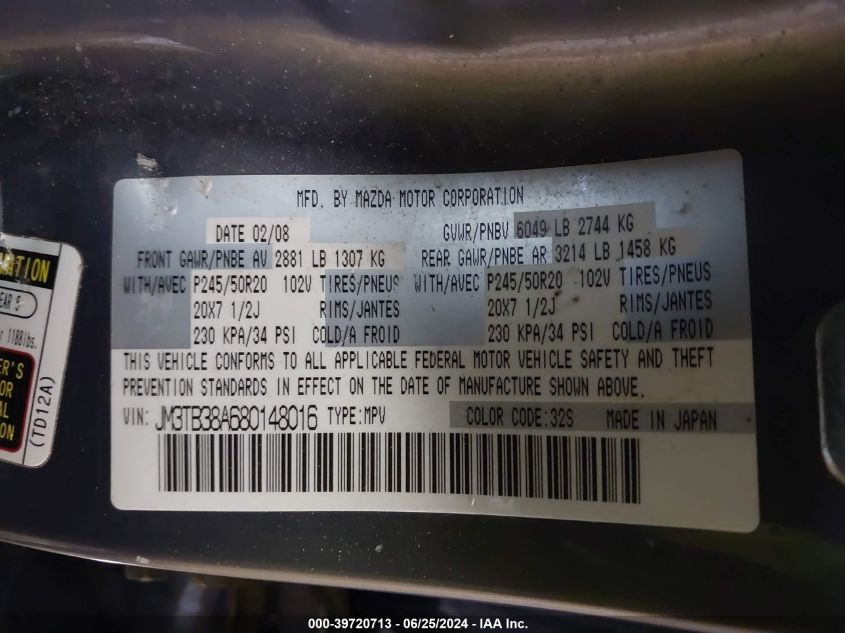 MFD. BY MAZDA MOTOR CORPORATION
DATE 02/08 GVWR/PNBV 6049 LB 2744 KG
FRONT GAWR/PNBE AV 2881 LB 1307 KG REAR GAWR/PNBE AR 3214 LB 1458 KG
WITH/AVEC P245/50R20 102V TIRES/PNEUS WITH/AVEC P245/50R20 102V TIRES/PNEUS
20X7 1/2J RIMS/JANTES 20X7 1/2J RIMS/JANTES
230 KPA/34 PSI COLD/A FROID 230 KPA/34 PSI COLD/A FROID
THIS VEHICLE CONFORMS TO ALL APPLICABLE FEDERAL MOTOR VEHICLE SAFETY AND THEFT
PREVENTION STANDARDS IN EFFECT ON THE DATE OF MANUFACTURE SHOWN ABOVE.
VIN: JM3TB38A680148016 TYPE:MPV COLOR CODE:32S MADE IN JAPAN
1188lbs.
(TD12A)
000-39720713 - 06/25/2024 - IAA Inc.